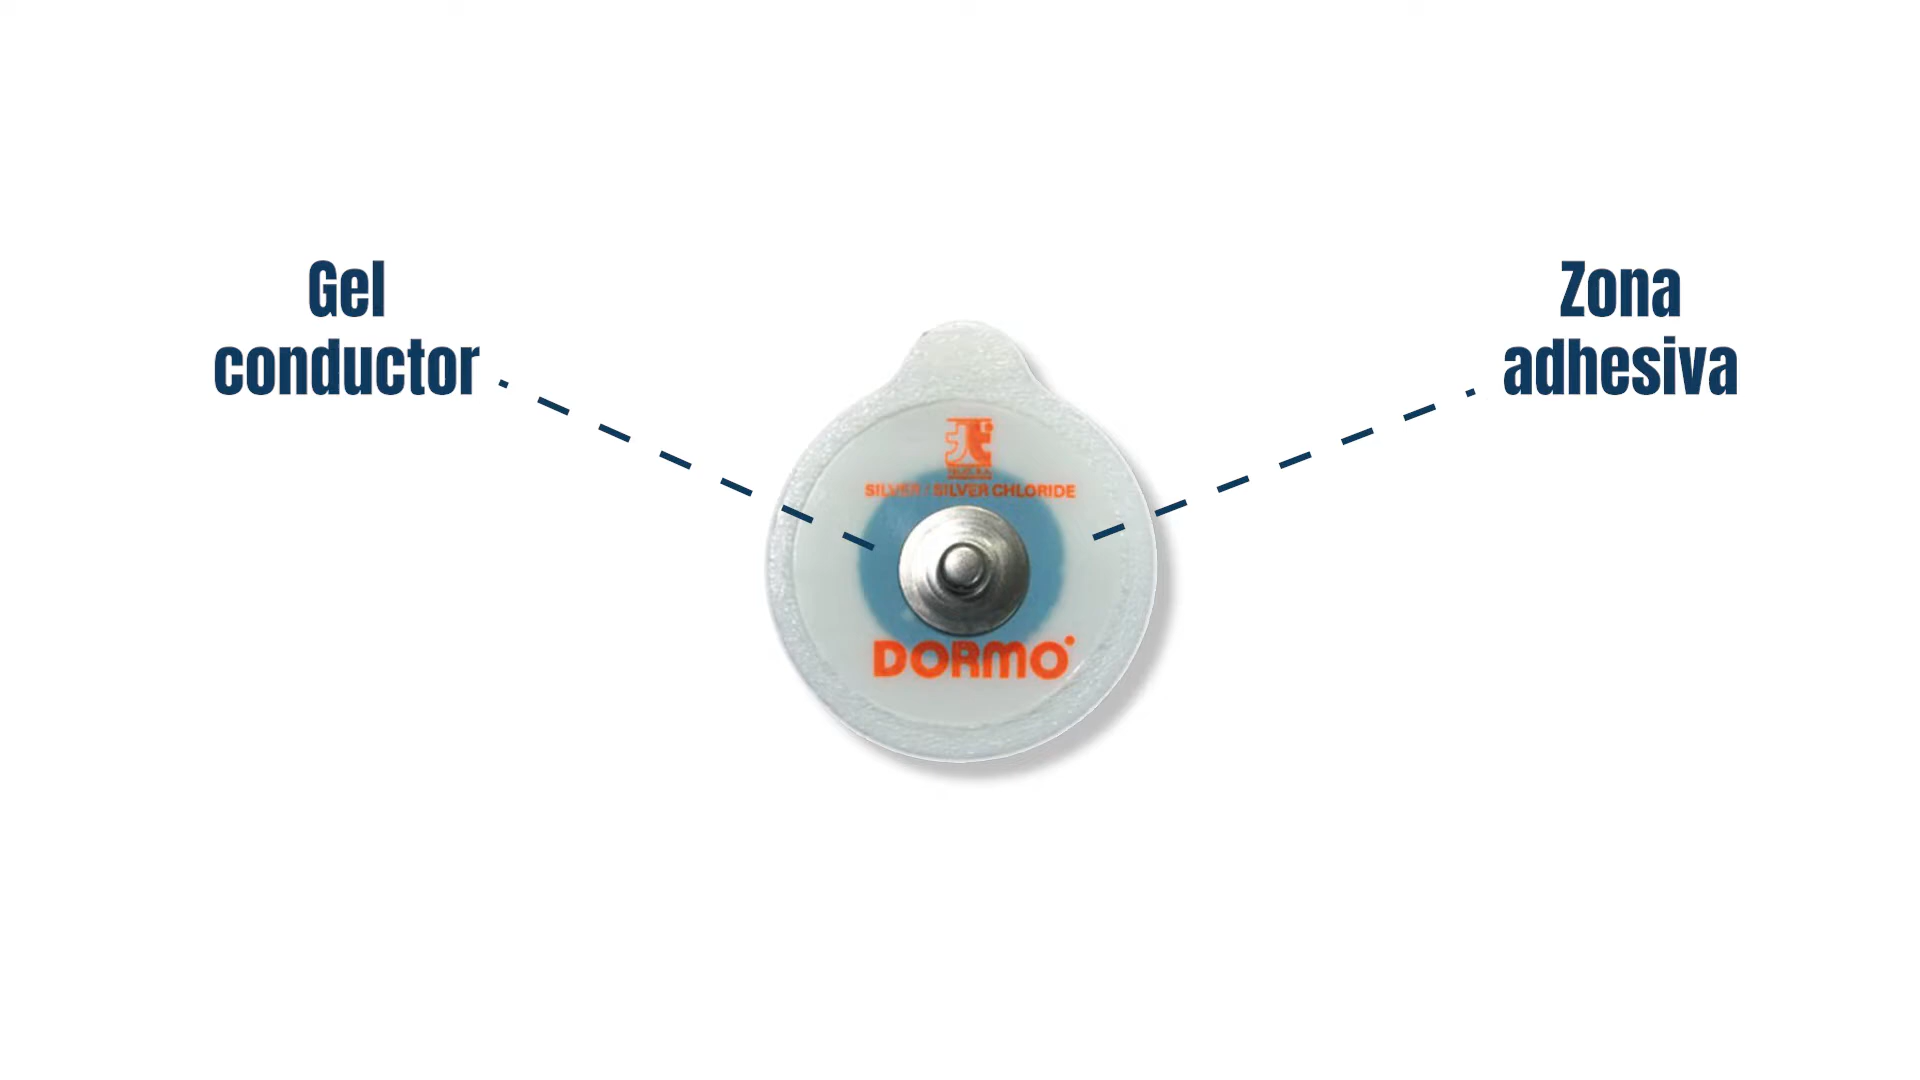 Gel
conductor
Zona
adhesiva
SILVER / SILVER CHLORIDE
DORMO